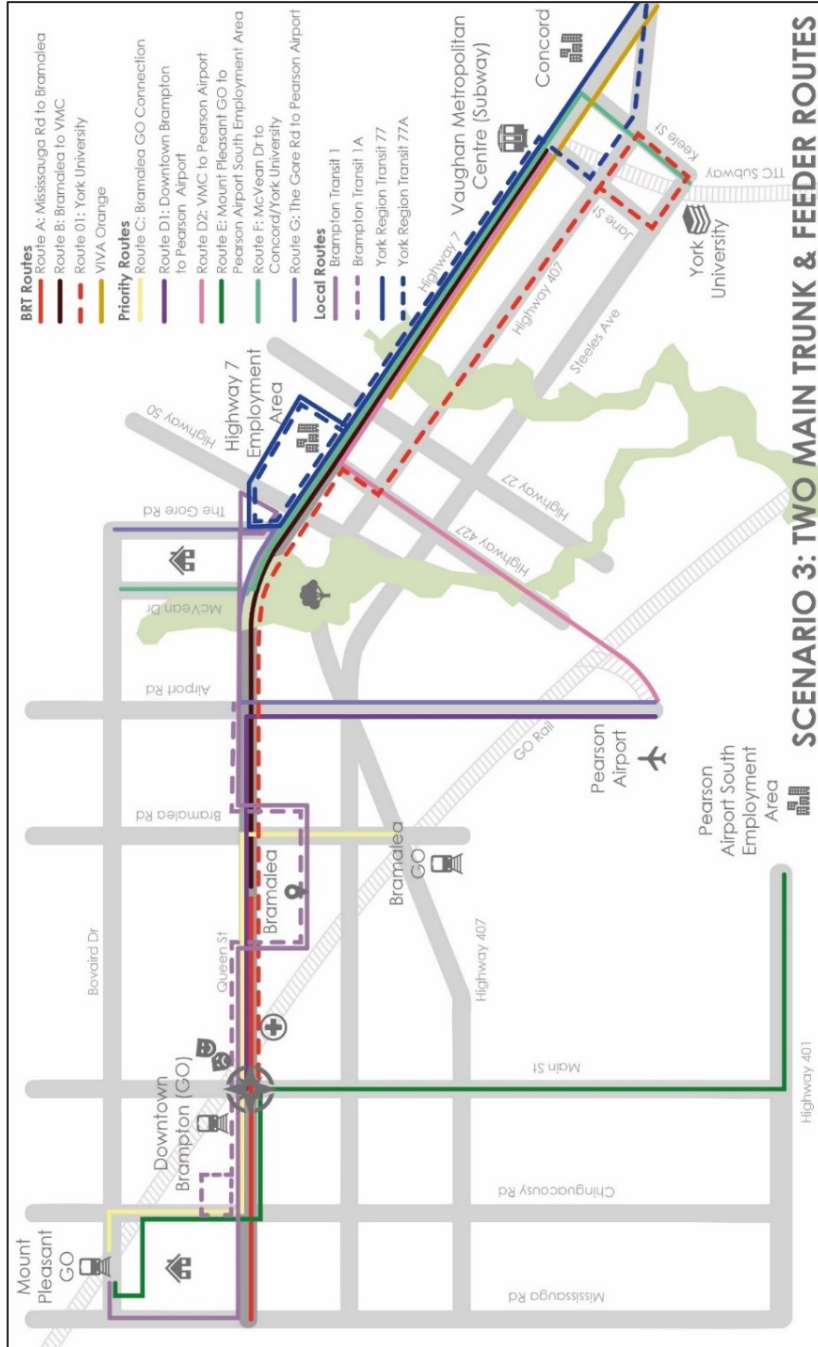 BRT Routes
Route A: Mississauga Rd to Bramalea
Route B: Bramalea to VMC
Route 01: York University
VIVA Orange
Priority Routes
Route C: Bramalea GO Connection
Route D1: Downtown Brampton
to Pearson Airport
Route D2: VMC to Pearson Airport
Route E: Mount Pleasant GO to
Pearson Airport South Employment Area
Route F: McVean Dr to
Concord/York University
Route G: The Gore Rd to Pearson Airport
Local Routes
Brampton Transit 1
Brampton Transit 1A
York Region Transit 77
York Region Transit 77A
Mount
Pleasant
GO
Downtown
Brampton (GO)
Bovaird Dr
Queen St
Bramalea
Bramalea Rd
Airport Rd
McVean Dr
The Gore Rd
Highway 50
Highway 7
Employment
Area
Highway 7
Vaughan Metropolitan
Centre (Subway)
Concord
Keele St
TTC Subway
Jane St
York
University
Highway 407
Steeles Ave
Highway 27
Highway 427
GO Rail
Pearson
Airport
Bramalea
GO
Highway 407
Main St
Chinguacousy Rd
Mississauga Rd
Highway 401
Pearson
Airport South
Employment
Area
SCENARIO 3: TWO MAIN TRUNK & FEEDER ROUTES